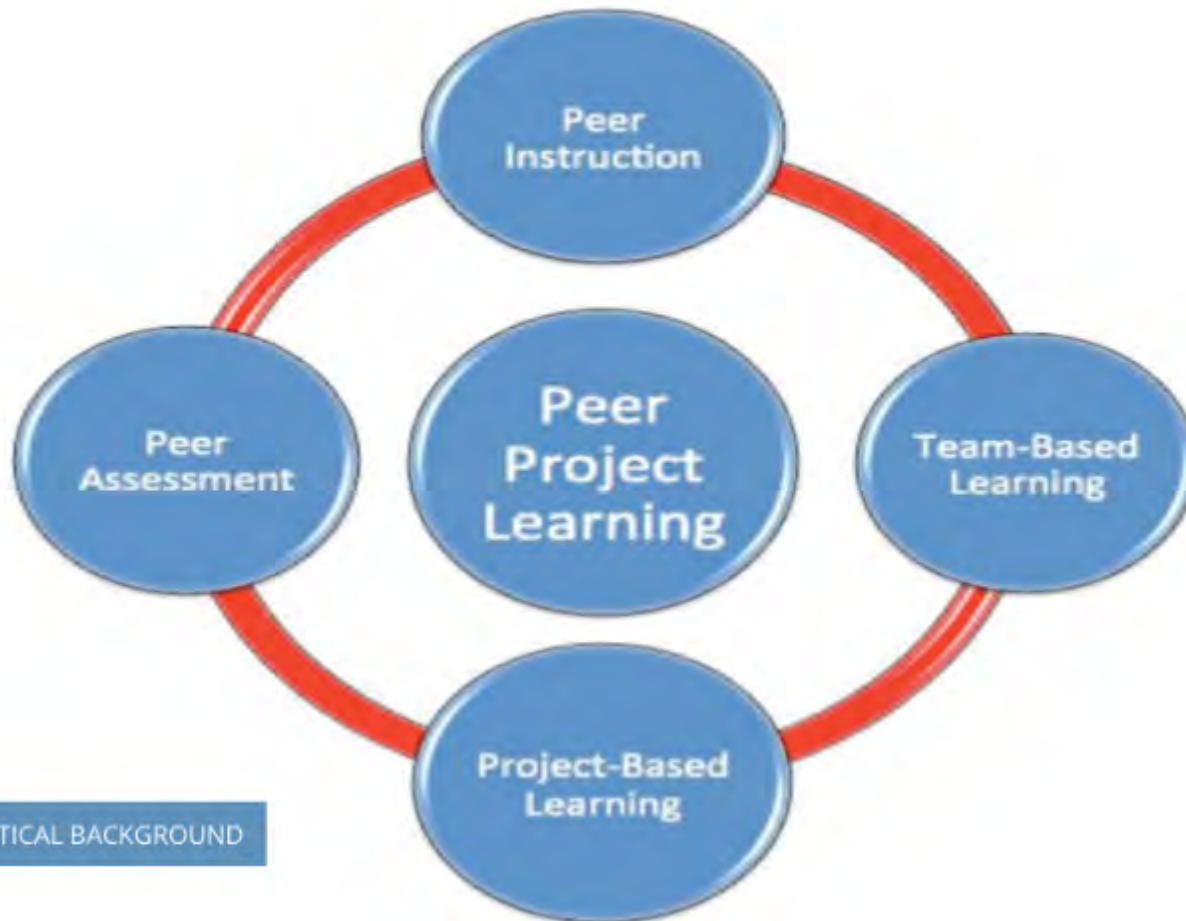 Peer
Instruction
Peer
Assessment
Peer
Project
Learning
Team-Based
Learning
Project-Based
Learning
TICAL BACKGROUND